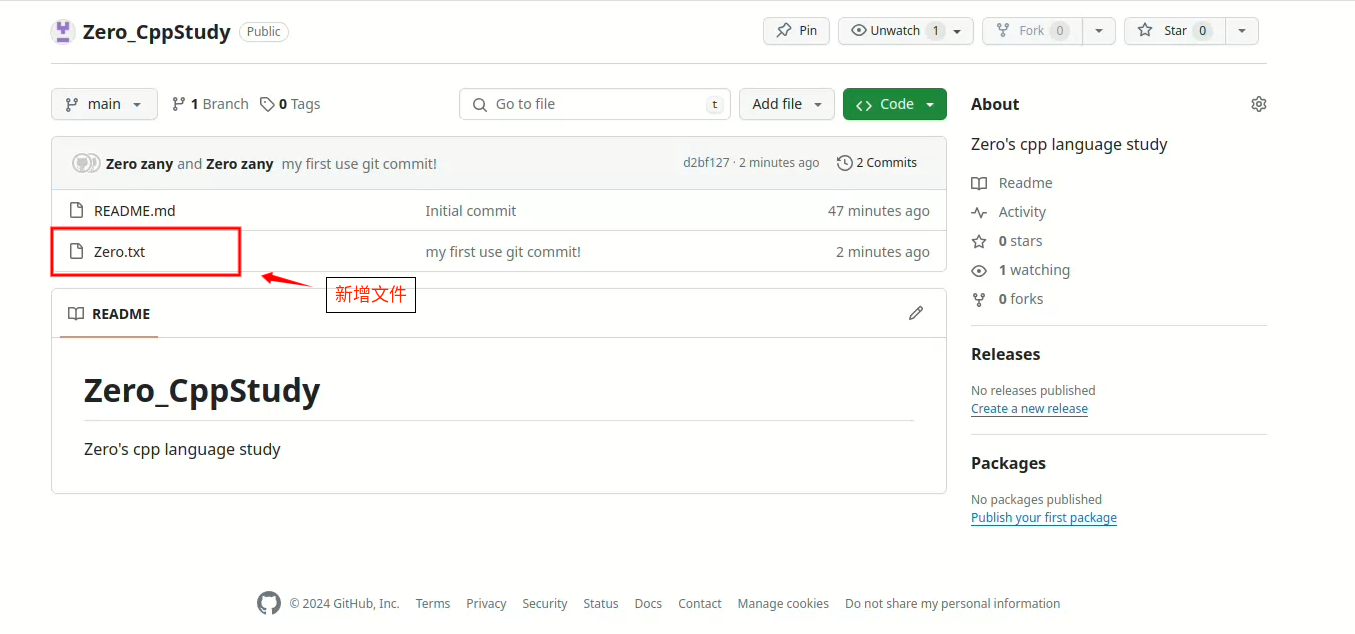 Zero_CppStudy Public Pin Unwatch 1 Fork 0 Star 0
main 1 Branch 0 Tags Go to file t Add file Code
Zero zany and Zero zany my first use git commit! d2bf127 · 2 minutes ago 2 Commits
README.md Initial commit 47 minutes ago
Zero.txt my first use git commit! 2 minutes ago
新增文件
README
Zero_CppStudy
Zero's cpp language study
About
Zero's cpp language study
Readme
Activity
0 stars
1 watching
0 forks
Releases
No releases published
Create a new release
Packages
No packages published
Publish your first package
© 2024 GitHub, Inc. Terms Privacy Security Status Docs Contact Manage cookies Do not share my personal information